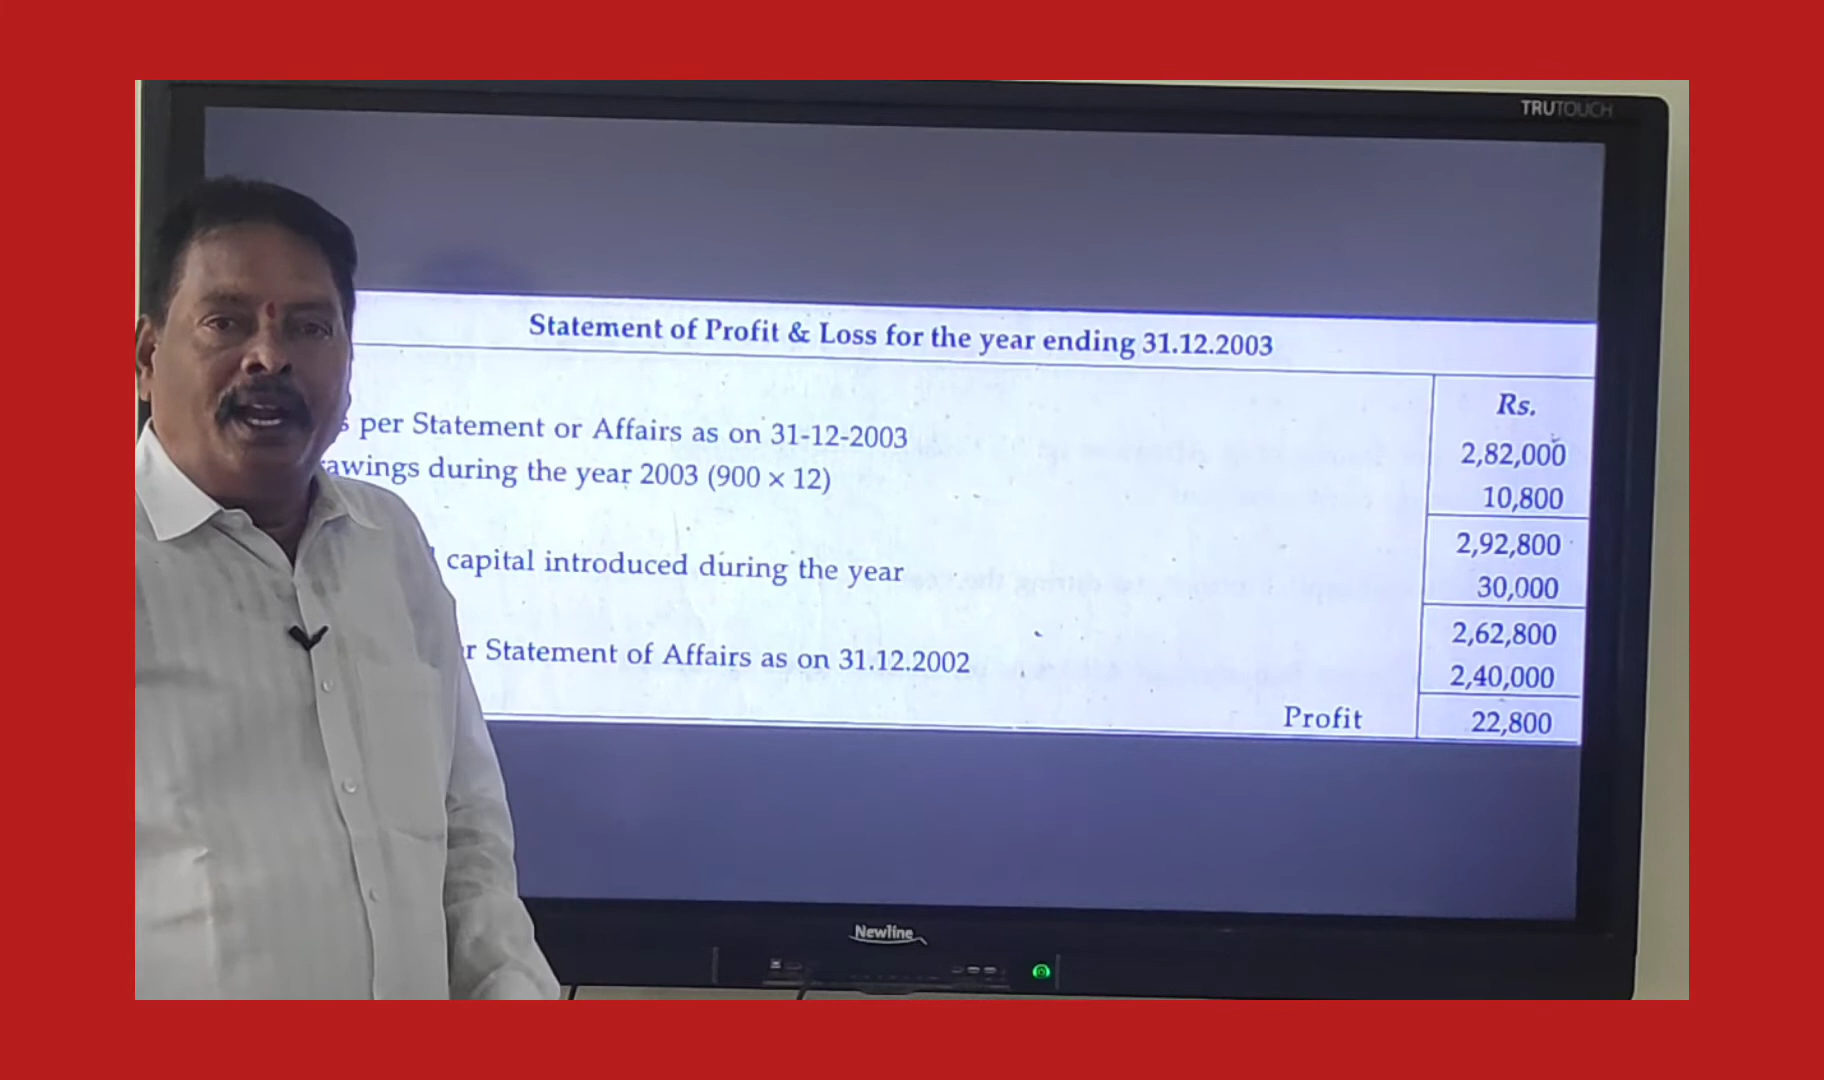 TRUTOUCH
Statement of Profit & Loss for the year ending 31.12.2003
Rs.
per Statement or Affairs as on 31-12-2003 2,82,000
awings during the year 2003 (900 × 12) 10,800
2,92,800
capital introduced during the year 30,000
2,62,800
r Statement of Affairs as on 31.12.2002 2,40,000
Profit 22,800
Newline